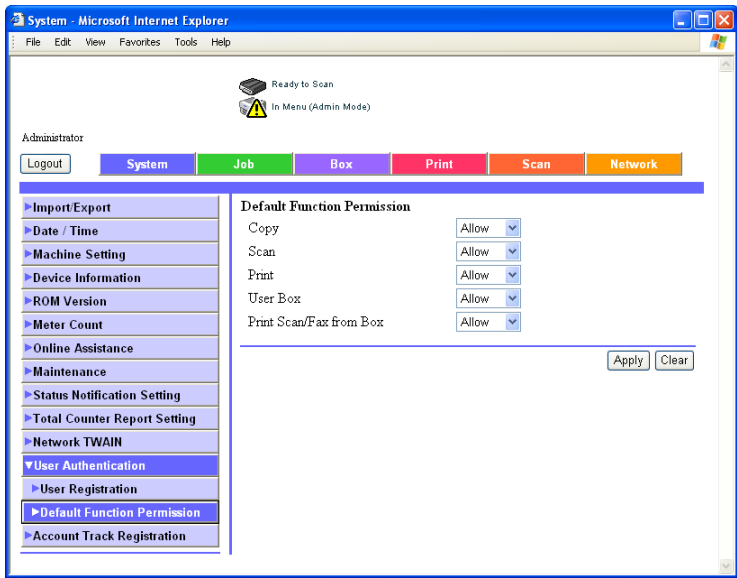 System - Microsoft Internet Explorer
File Edit View Favorites Tools Help
Ready to Scan
In Menu (Admin Mode)
Administrator
Logout System Job Box Print Scan Network
Import/Export
Date / Time
Machine Setting
Device Information
ROM Version
Meter Count
Online Assistance
Maintenance
Status Notification Setting
Total Counter Report Setting
Network TWAIN
User Authentication
User Registration
Default Function Permission
Account Track Registration
Default Function Permission
Copy Allow
Scan Allow
Print Allow
User Box Allow
Print Scan/Fax from Box Allow
Apply Clear